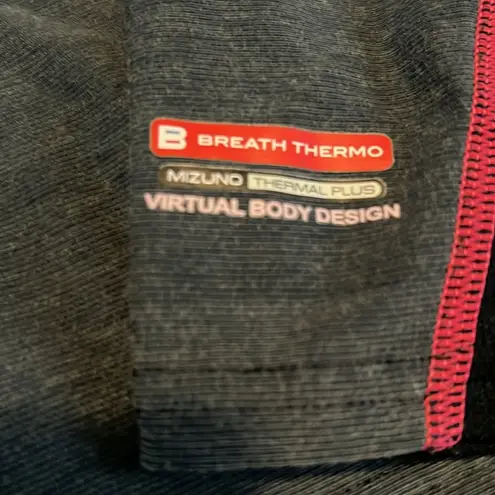 B BREATH THERMO
MIZUNO THERMAL PLUS
VIRTUAL BODY DESIGN